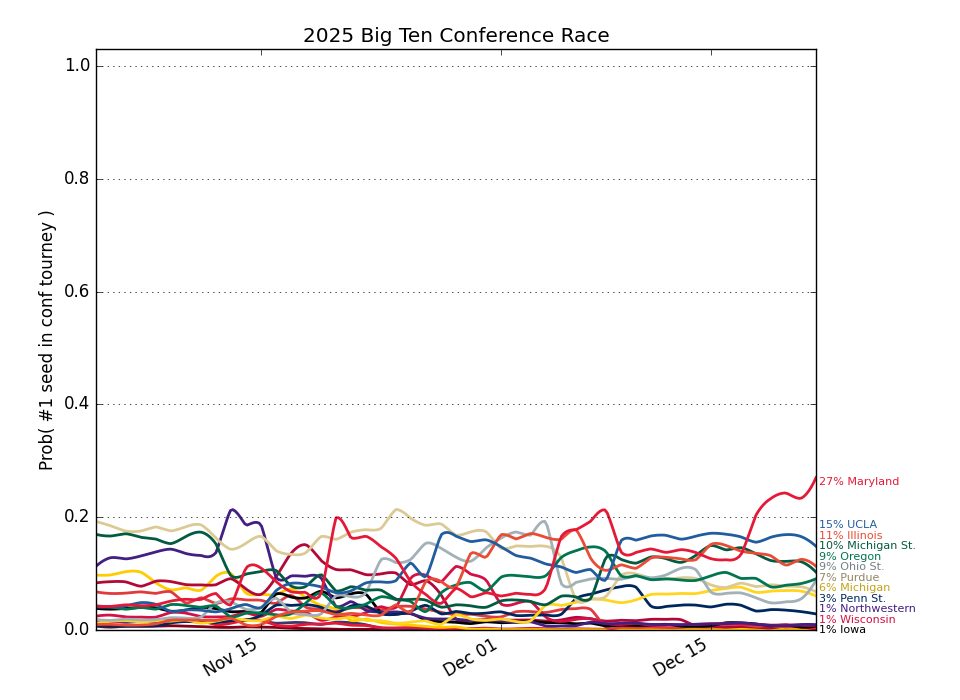 2025 Big Ten Conference Race
Prob( #1 seed in conf tourney )
1.0
0.8
0.6
0.4
0.2
0.0
Nov 15
Dec 01
Dec 15
27% Maryland
15% UCLA
11% Illinois
10% Michigan St.
9% Oregon
9% Ohio St.
7% Purdue
6% Michigan
3% Penn St.
1% Northwestern
1% Wisconsin
1% Iowa